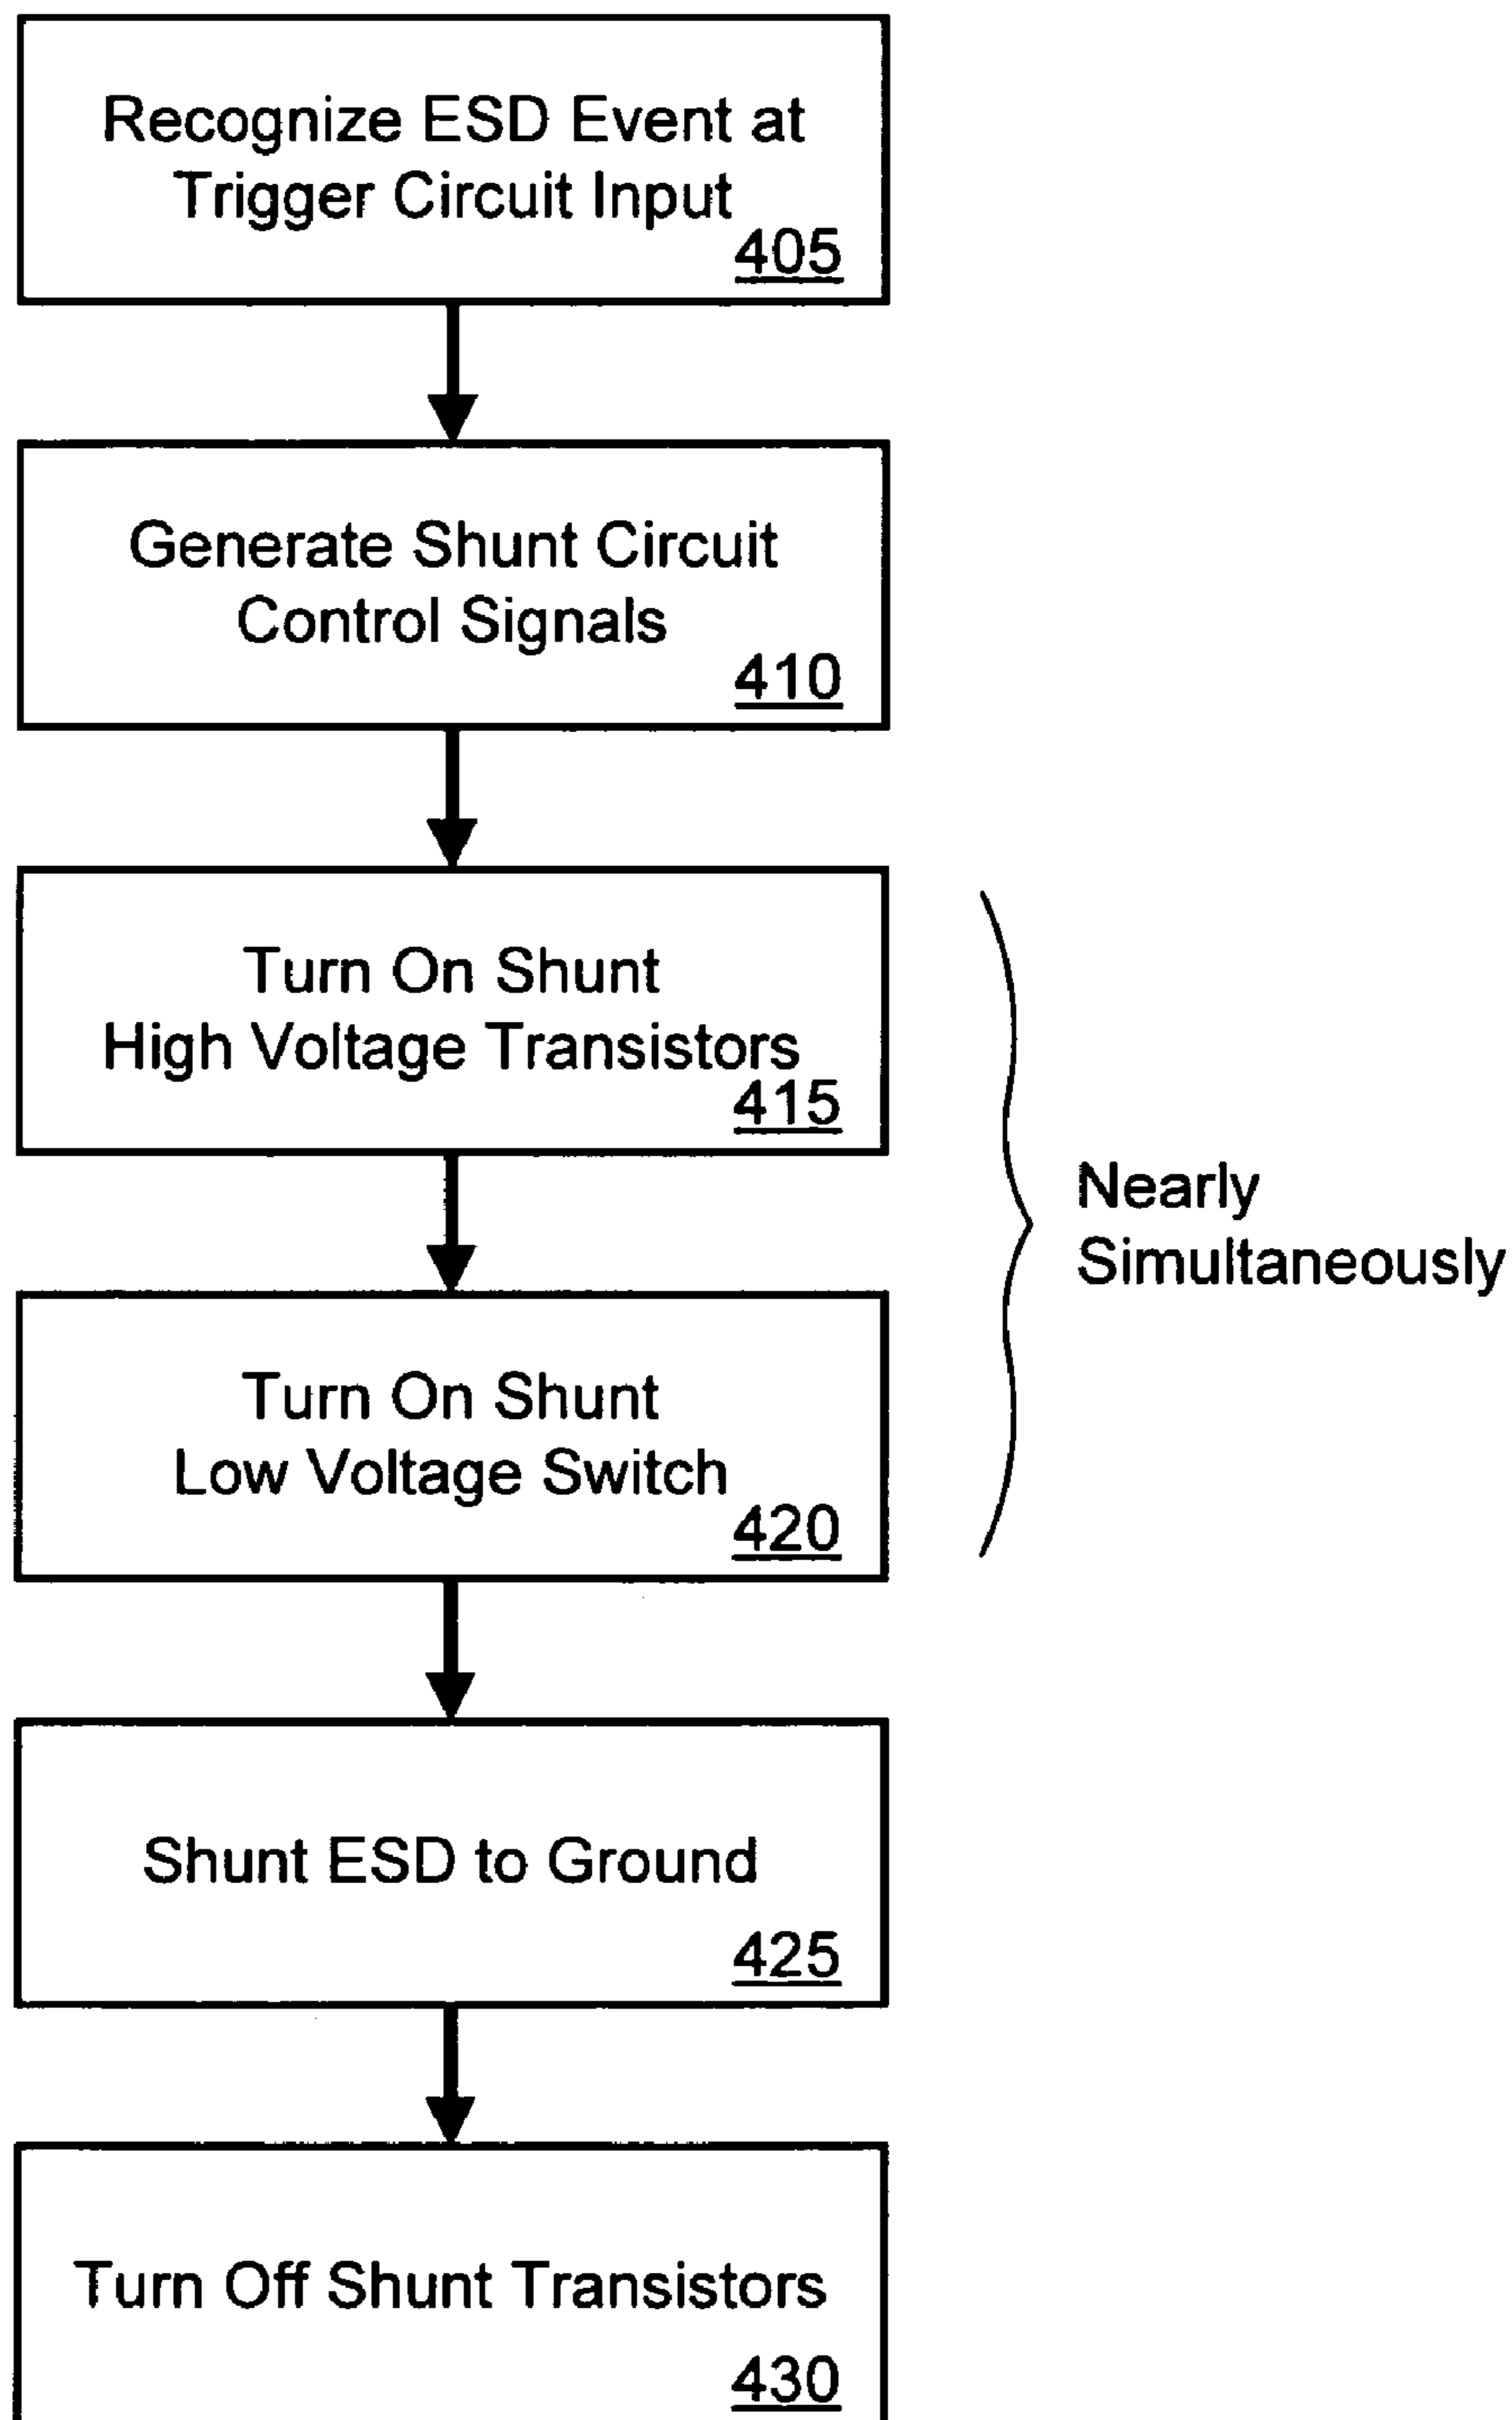 Recognize ESD Event at
Trigger Circuit Input
405
Generate Shunt Circuit
Control Signals
410
Turn On Shunt
High Voltage Transistors
415
Nearly
Simultaneously
Turn On Shunt
Low Voltage Switch
420
Shunt ESD to Ground
425
Turn Off Shunt Transistors
430